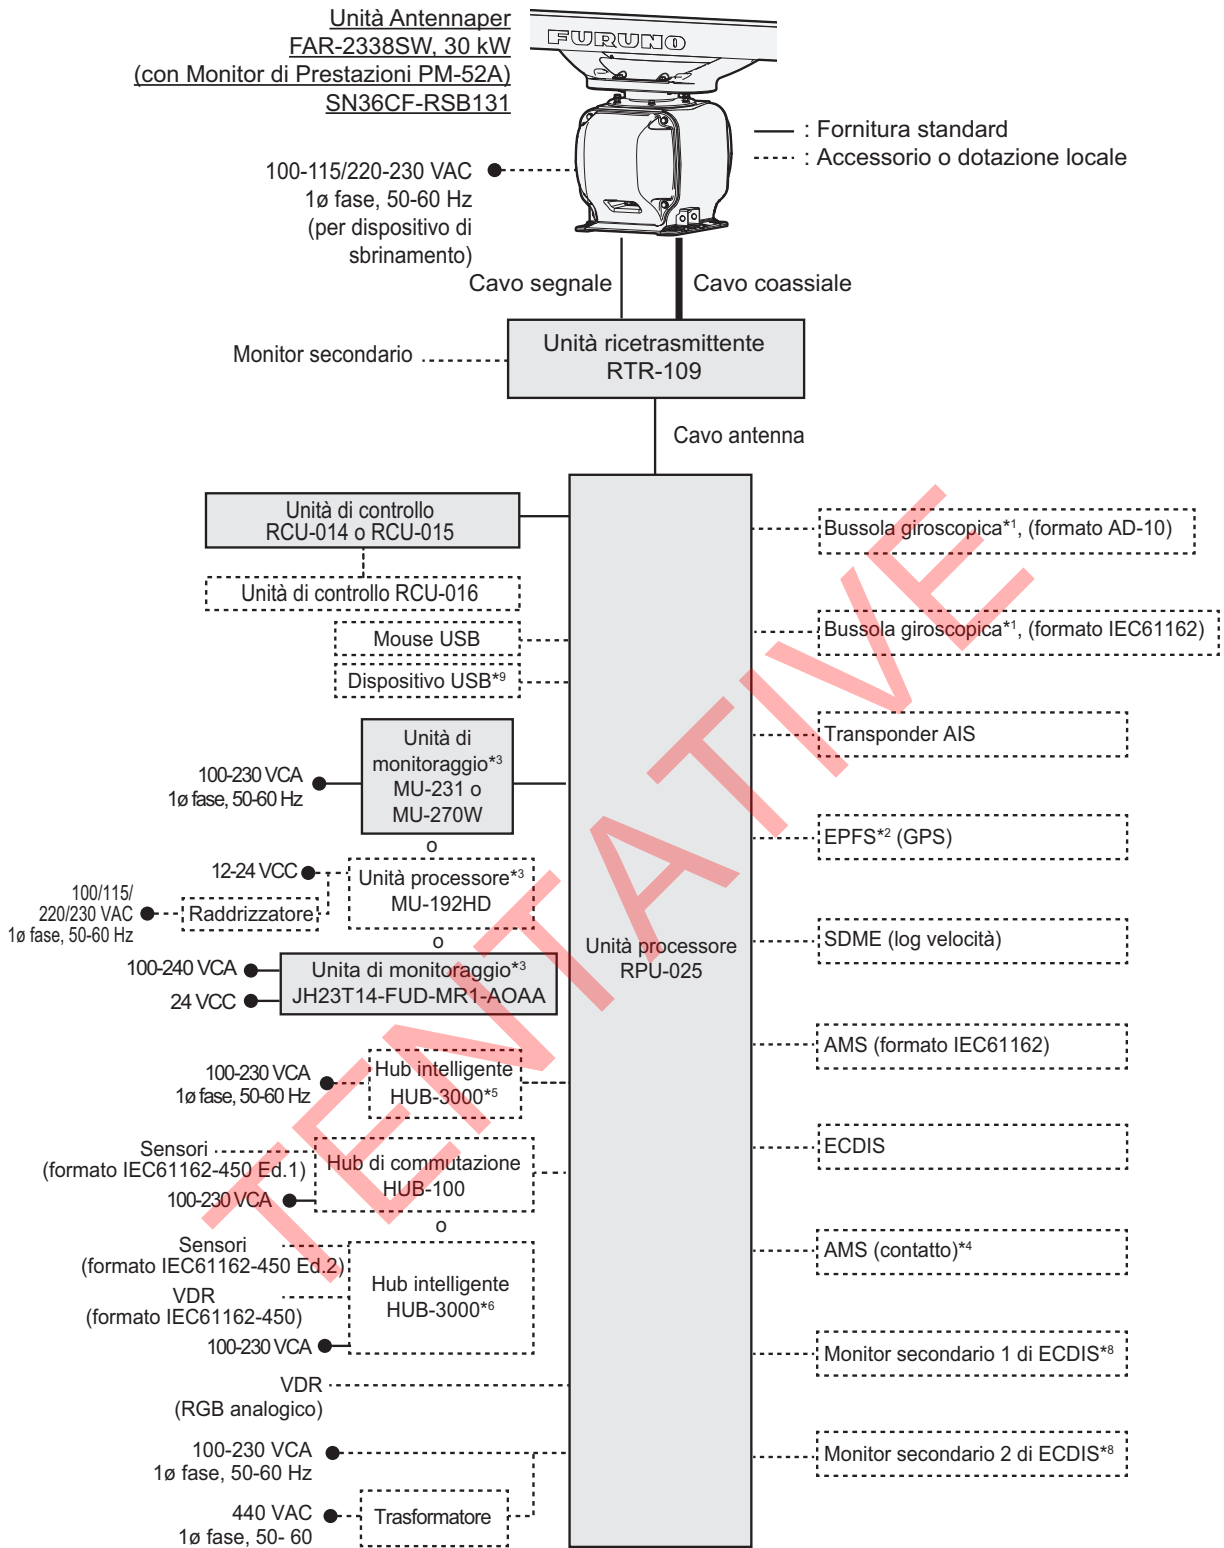 Unità Antennaper
FAR-2338SW, 30 kW
(con Monitor di Prestazioni PM-52A)
SN36CF-RSB131
FURUNO
: Fornitura standard
: Accessorio o dotazione locale
100-115/220-230 VAC
1ø fase, 50-60 Hz
(per dispositivo di
sbrinamento)
Cavo segnale
Cavo coassiale
Monitor secondario
Unità ricetrasmittente
RTR-109
Cavo antenna
Unità di controllo
RCU-014 o RCU-015
Unità di controllo RCU-016
Mouse USB
Dispositivo USB*9
Unità di
monitoraggio*3
MU-231 o
MU-270W
100-230 VCA
1ø fase, 50-60 Hz
o
12-24 VCC
Unità processore*3
MU-192HD
100/115/
220/230 VAC
1ø fase, 50-60 Hz
Raddrizzatore
o
100-240 VCA
24 VCC
Unita di monitoraggio*3
JH23T14-FUD-MR1-AOAA
100-230 VCA
1ø fase, 50-60 Hz
Hub intelligente
HUB-3000*5
Sensori
(formato IEC61162-450 Ed.1)
100-230 VCA
Hub di commutazione
HUB-100
o
Sensori
(formato IEC61162-450 Ed.2)
VDR
(formato IEC61162-450)
100-230 VCA
Hub intelligente
HUB-3000*6
VDR
(RGB analogico)
100-230 VCA
1ø fase, 50-60 Hz
440 VAC
1ø fase, 50- 60
Trasformatore
Unità processore
RPU-025
Bussola giroscopica*1, (formato AD-10)
Bussola giroscopica*1, (formato IEC61162)
Transponder AIS
EPFS*2 (GPS)
SDME (log velocità)
AMS (formato IEC61162)
ECDIS
AMS (contatto)*4
Monitor secondario 1 di ECDIS*8
Monitor secondario 2 di ECDIS*8
TENTATIVE